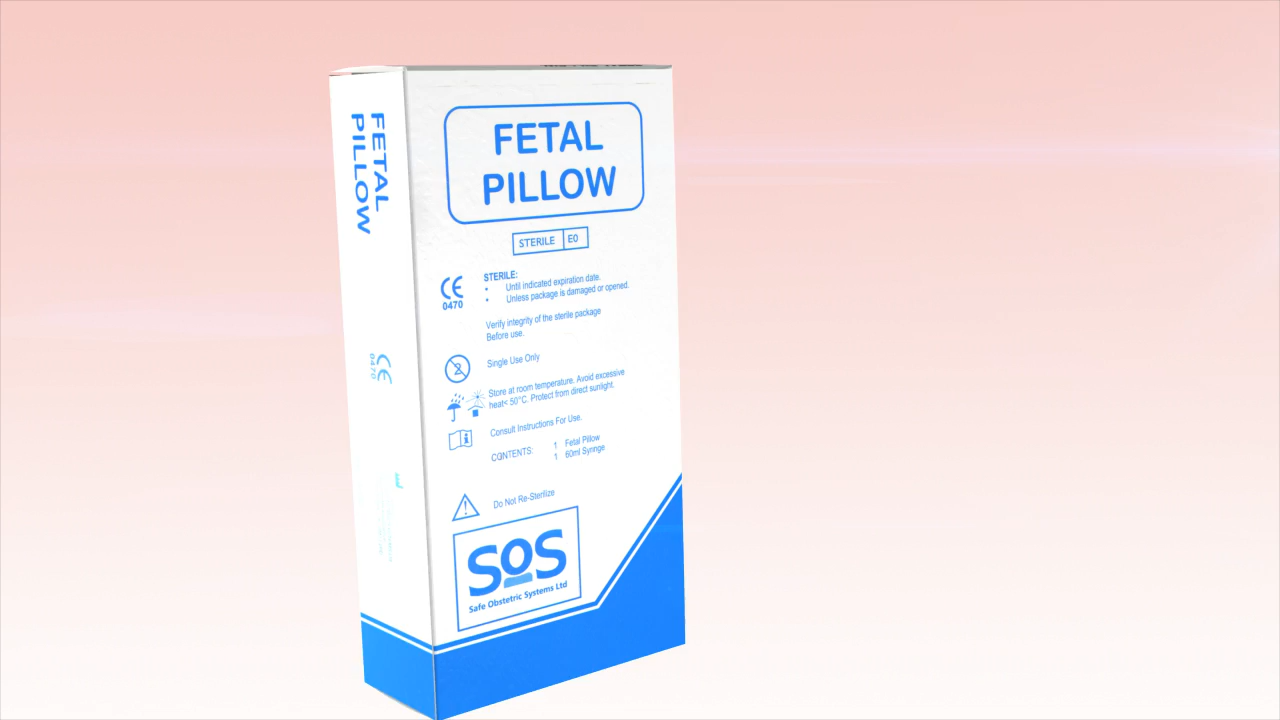 FETAL
PILLOW
FETAL
PILLOW
STERILE EO
CE
0470
STERILE:
• Until indicated expiration date.
• Unless package is damaged or opened.
Verify integrity of the sterile package
Before use.
2
Single Use Only
Store at room temperature. Avoid excessive
heat< 50°C. Protect from direct sunlight.
i
Consult Instructions For Use.
CONTENTS: 1 Fetal Pillow
1 60ml Syringe
!
Do Not Re-Sterilize
SOS
Safe Obstetric Systems Ltd
CE
0470